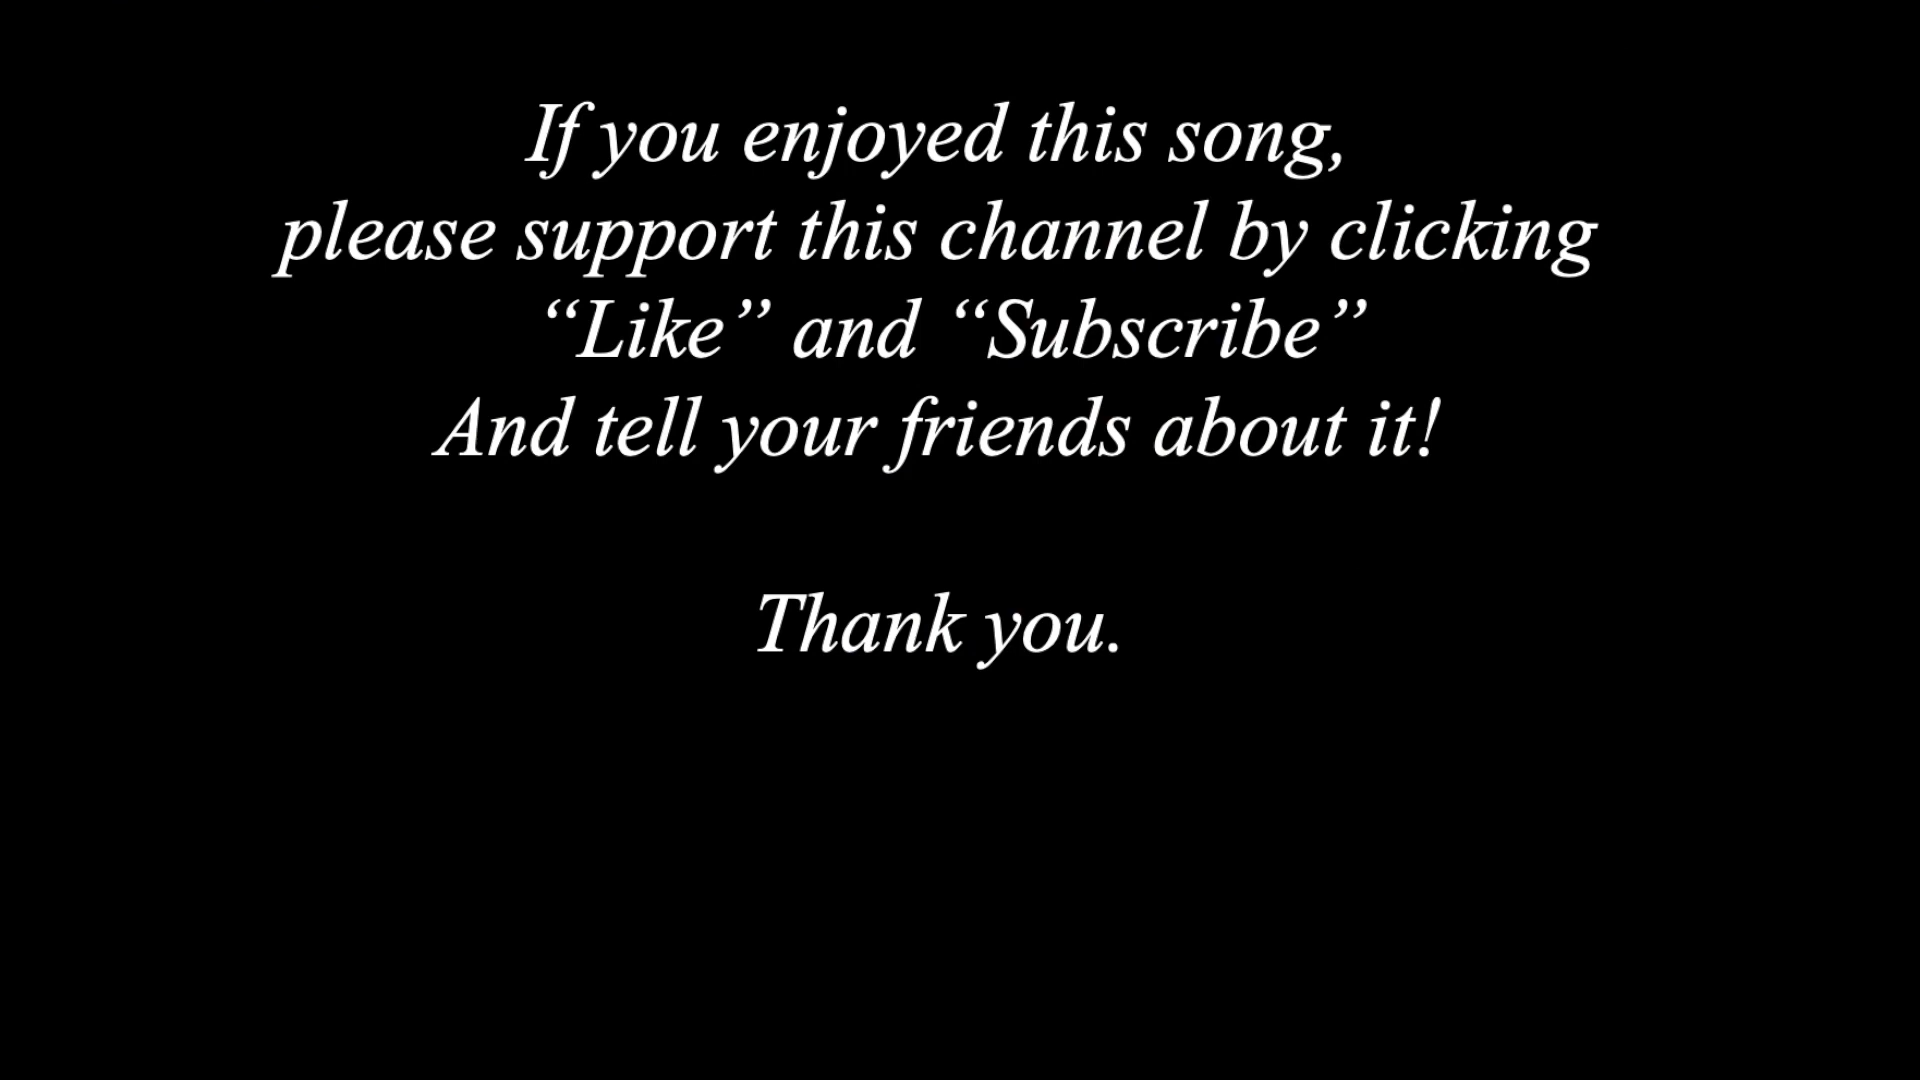 If you enjoyed this song,
please support this channel by clicking
“Like” and “Subscribe”
And tell your friends about it!
Thank you.